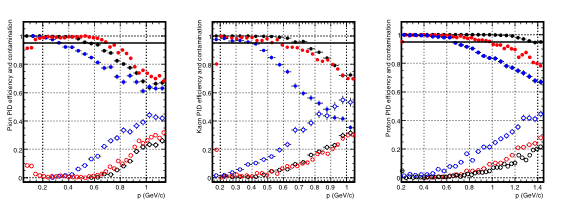 Pion PID efficiency and contamination
0.8
0.6
0.4
0.2
0
0.2 0.4 0.6 0.8 1
p (GeV/c)
Kaon PID efficiency and contamination
0.8
0.6
0.4
0.2
0
0.2 0.3 0.4 0.5 0.6 0.7 0.8 0.9 1
p (GeV/c)
Proton PID efficiency and contamination
0.8
0.6
0.4
0.2
0
0.2 0.4 0.6 0.8 1 1.2 1.4
p (GeV/c)